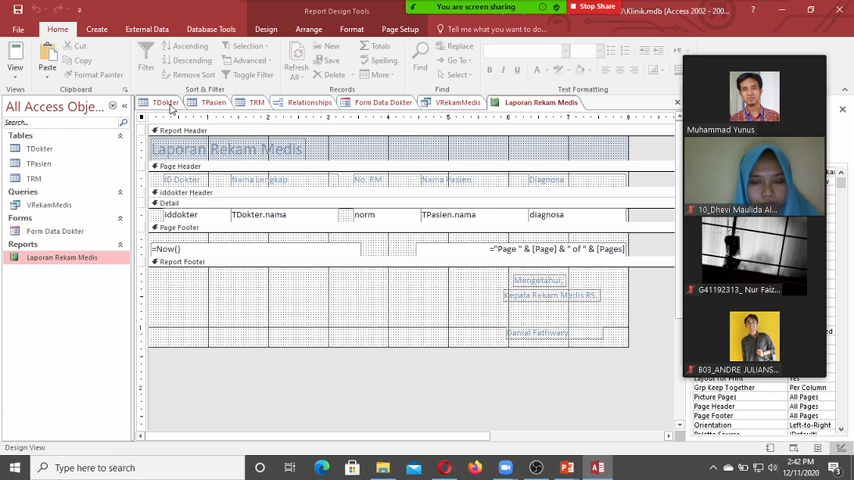 Report Design Tools
You are screen sharing
Stop Share
\Klinik.mdb (Access 2002 - 200...
File
Home
Create
External Data
Database Tools
Design
Arrange
Format
Page Setup
Tell me what you want to do...
View
Paste
Cut
Copy
Format Painter
Filter
Ascending
Descending
Remove Sort
Selection
Advanced
Toggle Filter
Refresh
All
New
Save
Delete
Totals
Spelling
More
Find
Replace
Go To
Select
Views
Clipboard
Sort & Filter
Records
Find
Text Formatting
All Access Obje...
TDokter
TPasien
TRM
Relationships
Form Data Dokter
VRekamMedis
Laporan Rekam Medis
Search...
Tables
TDokter
TPasien
TRM
Queries
VRekamMedis
Forms
Form Data Dokter
Reports
Laporan Rekam Medis
Report Header
Laporan Rekam Medis
Page Header
ID Dokter
Nama Lengkap
No. RM
Nama Pasien
Diagnosa
iddokter Header
Detail
iddokter
TDokter.nama
norm
TPasien.nama
diagnosa
Page Footer
=Now()
="Page " & [Page] & " of " & [Pages]
Report Footer
Mengetahui,
Kepala Rekam Medis RS,
Danial Fathwary
Muhammad Yunus
10_Dhevi Maulida Al...
G41192313_ Nur Faiz...
B03_ANDRE JULIANS...
Layout for Print
Yes
Grp Keep Together
Per Column
Picture Pages
All Pages
Page Header
All Pages
Page Footer
All Pages
Orientation
Left-to-Right
Palette Source
(Default)
Design View
Type here to search
2:42 PM
12/11/2020